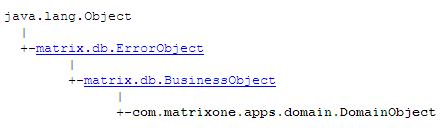 java.lang.Object
|
+-matrix.db.ErrorObject
|
+-matrix.db.BusinessObject
|
+-com.matrixone.apps.domain.DomainObject